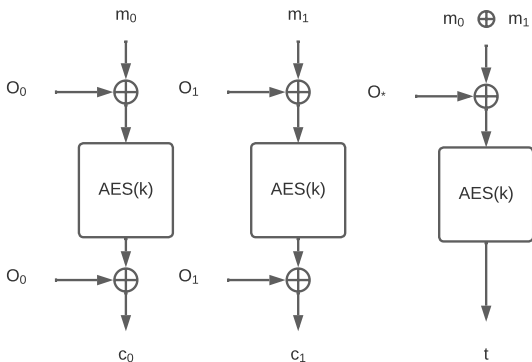 m₀ m₁ m₀ ⊕ m₁
O₀ O₁ O*
AES(k) AES(k) AES(k)
O₀ O₁
c₀ c₁ t